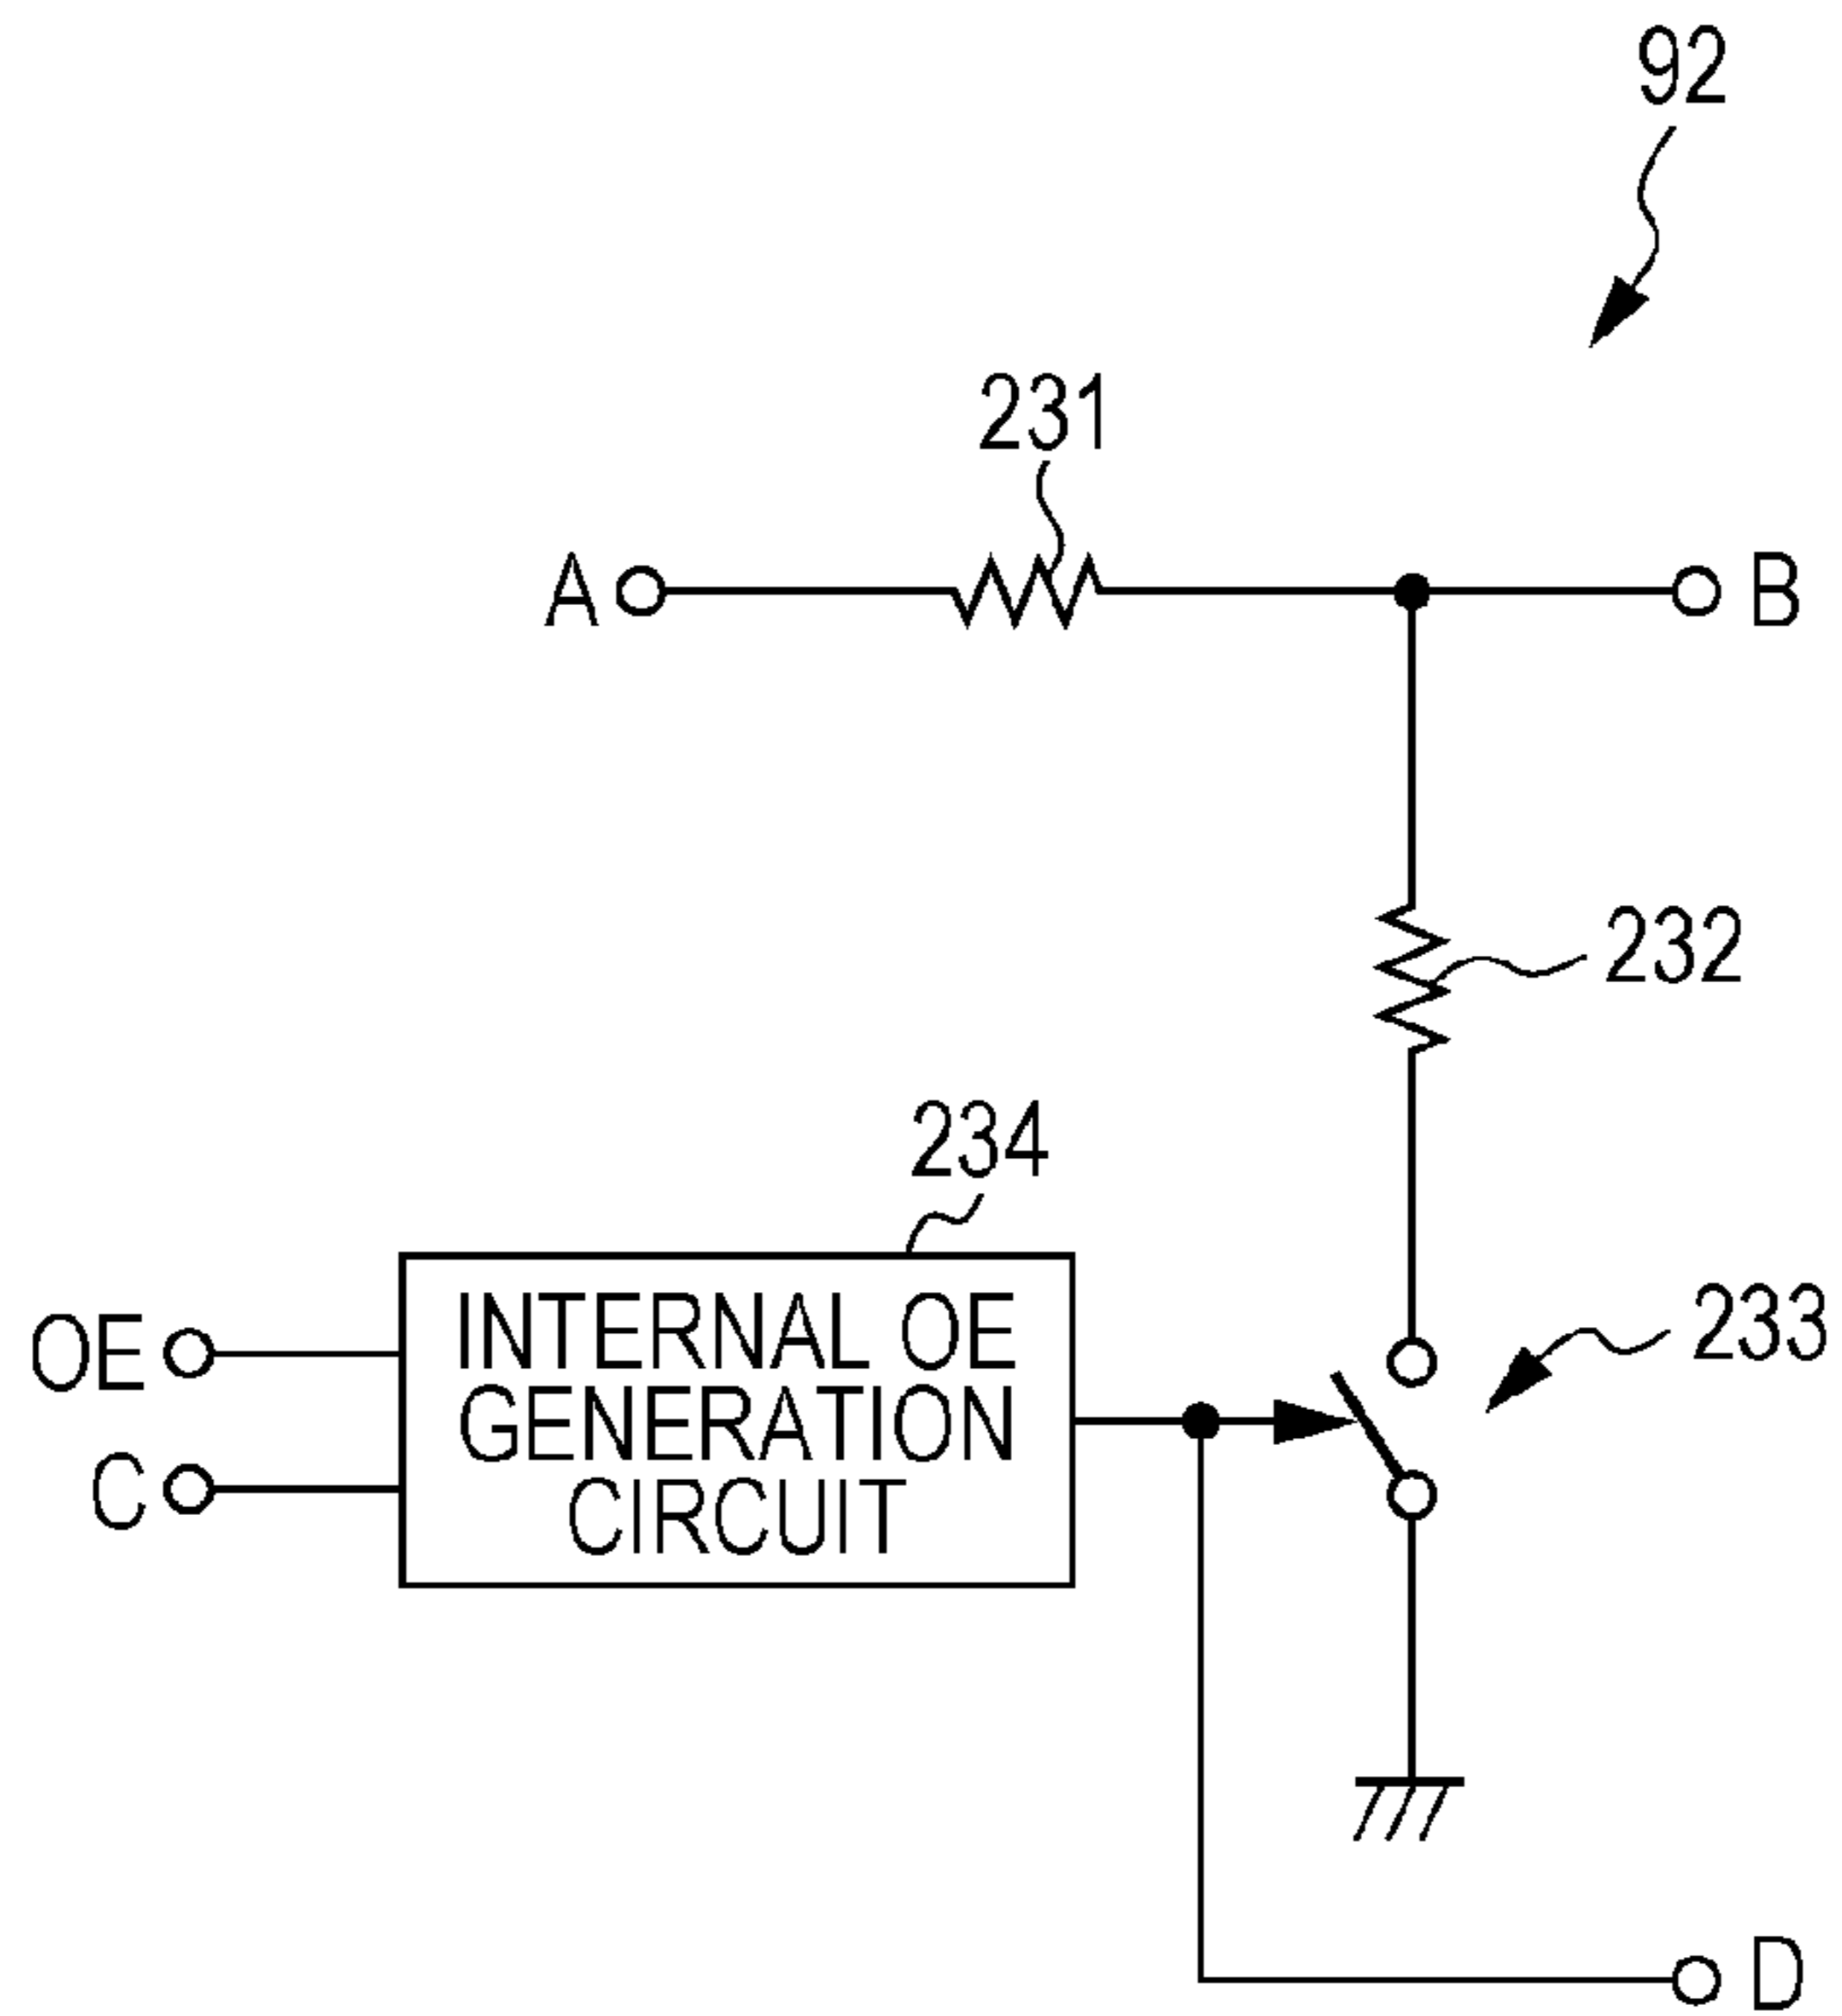 92
231
A
B
232
234
INTERNAL OE
GENERATION
CIRCUIT
OE
C
233
D